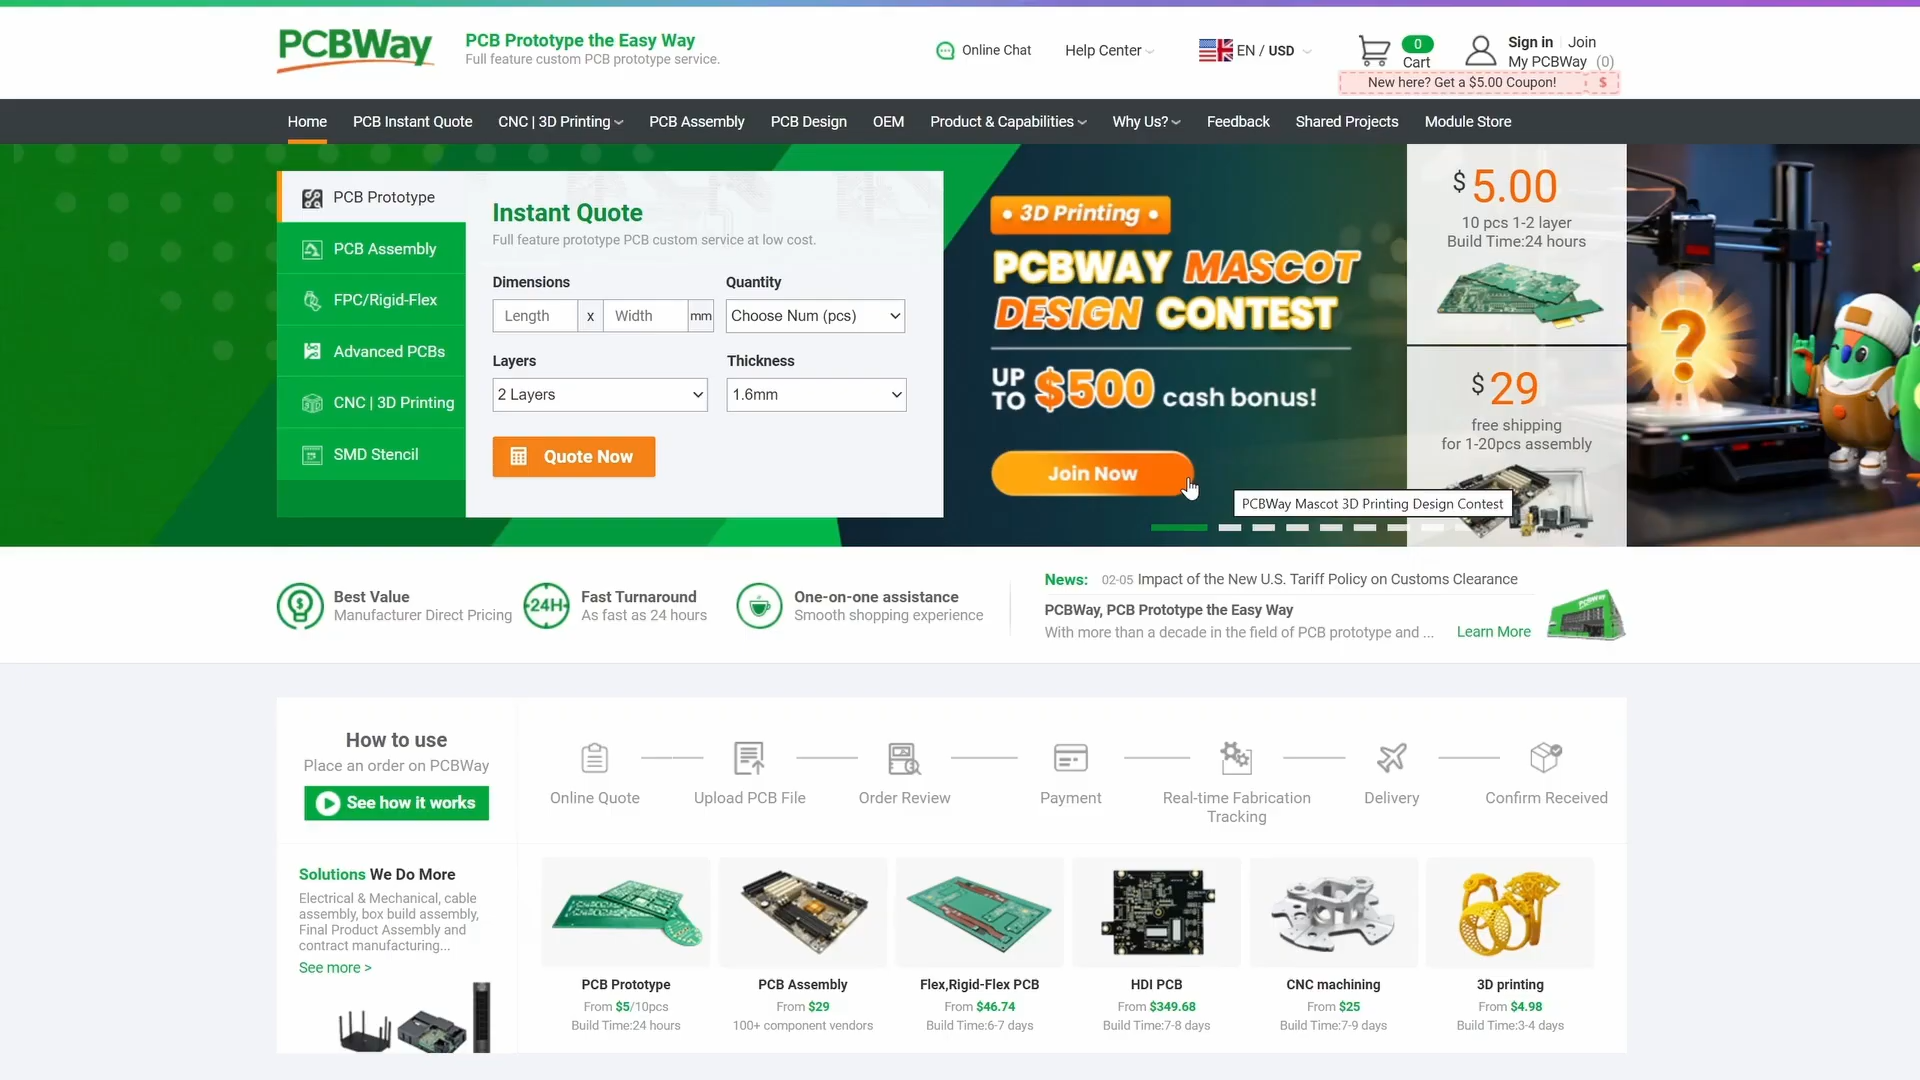 PCBWay
PCB Prototype the Easy Way
Full feature custom PCB prototype service.
Online Chat
Help Center
EN / USD
0
Cart
Sign in
Join
My PCBWay (0)
New here? Get a $5.00 Coupon!
$
Home
PCB Instant Quote
CNC | 3D Printing
PCB Assembly
PCB Design
OEM
Product & Capabilities
Why Us?
Feedback
Shared Projects
Module Store
PCB Prototype
PCB Assembly
FPC/Rigid-Flex
Advanced PCBs
CNC | 3D Printing
SMD Stencil
Instant Quote
Full feature prototype PCB custom service at low cost.
Dimensions
Quantity
Length x Width mm
Choose Num (pcs)
Layers
Thickness
2 Layers
1.6mm
Quote Now
• 3D Printing •
PCBWAY MASCOT
DESIGN CONTEST
UP TO $500 cash bonus!
Join Now
PCBWay Mascot 3D Printing Design Contest
$ 5.00
10 pcs 1-2 layer
Build Time:24 hours
$ 29
free shipping
for 1-20pcs assembly
?
Best Value
Manufacturer Direct Pricing
24H
Fast Turnaround
As fast as 24 hours
One-on-one assistance
Smooth shopping experience
News: 02-05 Impact of the New U.S. Tariff Policy on Customs Clearance
PCBWay, PCB Prototype the Easy Way
With more than a decade in the field of PCB prototype and ... Learn More
PCBWay
How to use
Place an order on PCBWay
See how it works
Online Quote
Upload PCB File
Order Review
Payment
Real-time Fabrication
Tracking
Delivery
Confirm Received
Solutions We Do More
Electrical & Mechanical, cable
assembly, box build assembly,
Final Product Assembly and
contract manufacturing...
See more >
PCB Prototype
From $5/10pcs
Build Time:24 hours
PCB Assembly
From $29
100+ component vendors
Flex,Rigid-Flex PCB
From $46.74
Build Time:6-7 days
HDI PCB
From $349.68
Build Time:7-8 days
CNC machining
From $25
Build Time:7-9 days
3D printing
From $4.98
Build Time:3-4 days